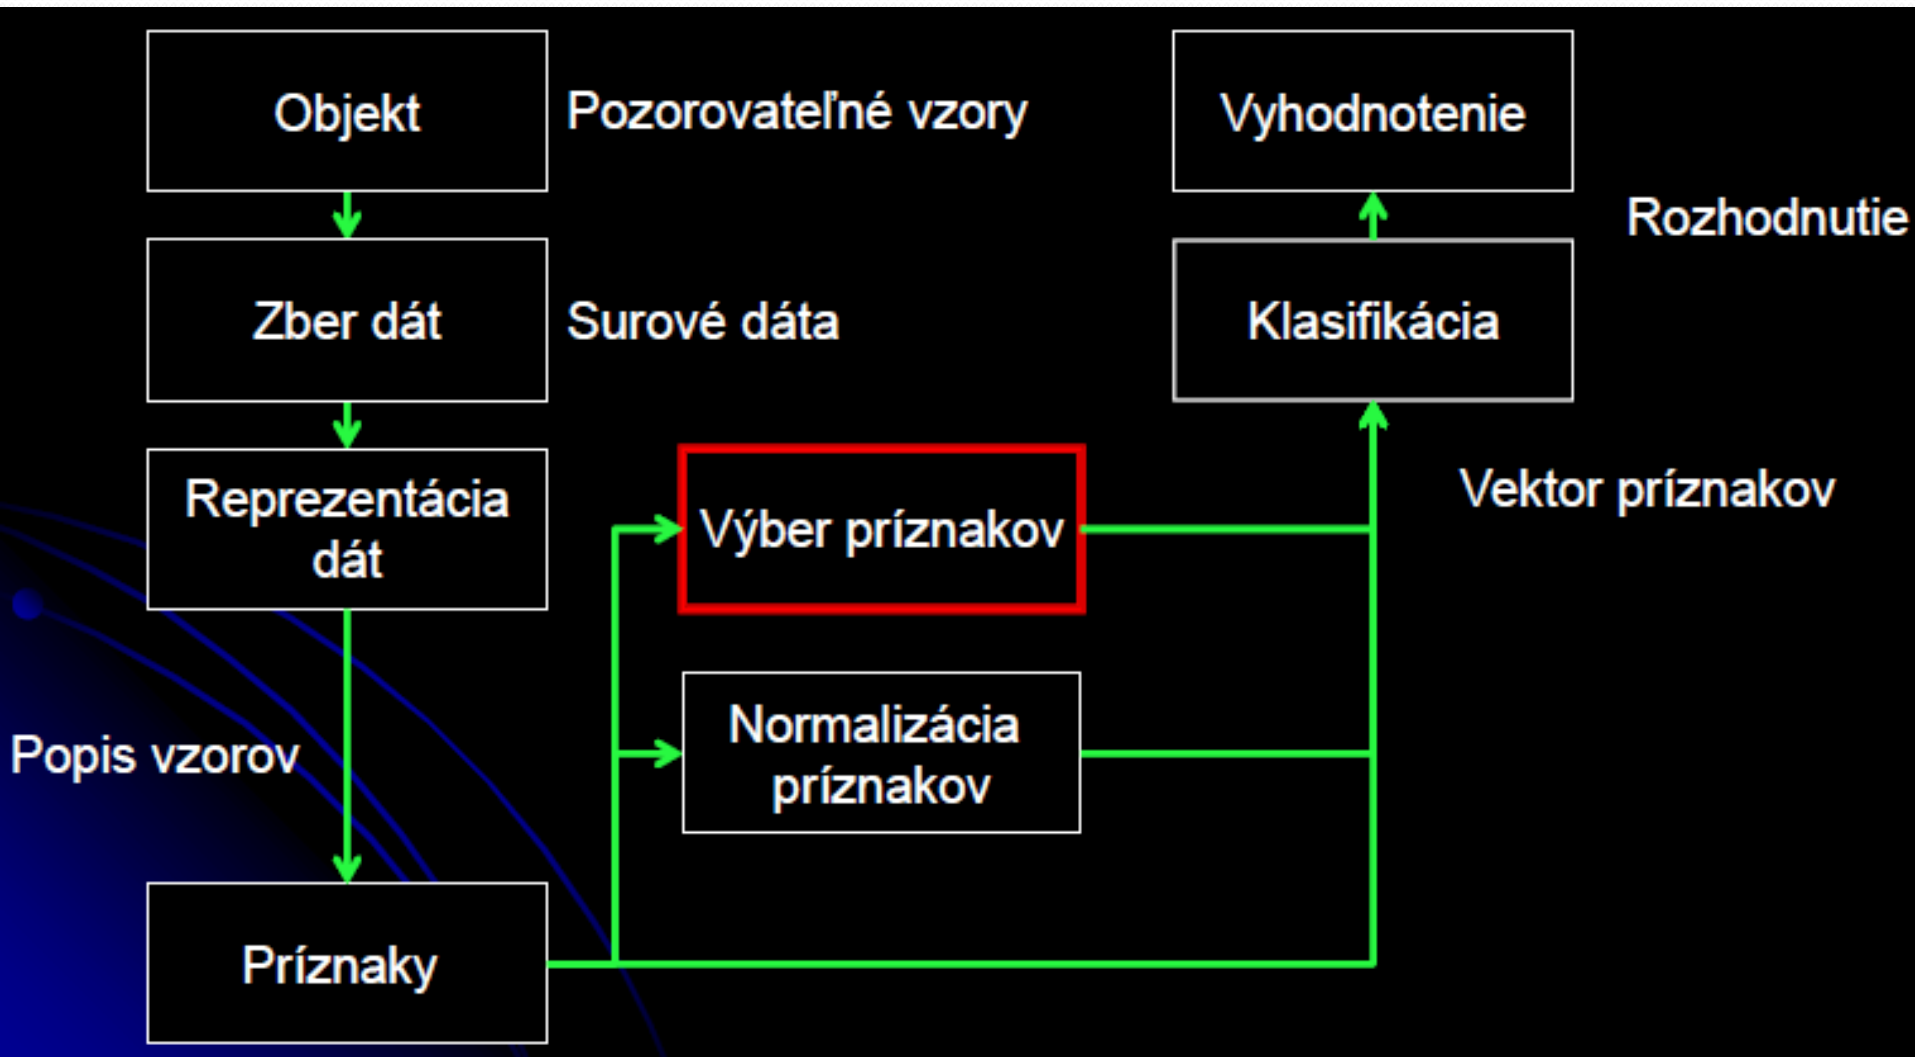 Objekt
Pozorovateľné vzory
Vyhodnotenie
Rozhodnutie
Zber dát
Surové dáta
Klasifikácia
Reprezentácia
dát
Výber príznakov
Vektor príznakov
Popis vzorov
Normalizácia
príznakov
Príznaky